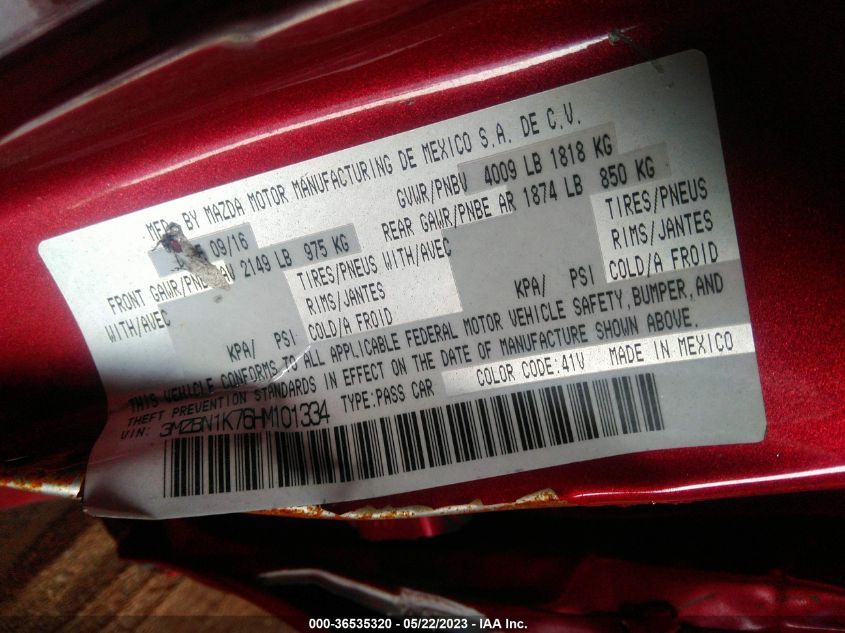 MFD BY MAZDA MOTOR MANUFACTURING DE MEXICO S.A. DE C.V.
09/16 GVWR/PNBV 4009 LB 1818 KG
FRONT GAWR/PNBE AV 2149 LB 975 KG REAR GAWR/PNBE AR 1874 LB 850 KG
WITH/AVEC TIRES/PNEUS WITH/AVEC TIRES/PNEUS
RIMS/JANTES RIMS/JANTES
KPA/ PSI COLD/A FROID KPA/ PSI COLD/A FROID
THIS VEHICLE CONFORMS TO ALL APPLICABLE FEDERAL MOTOR VEHICLE SAFETY, BUMPER, AND
THEFT PREVENTION STANDARDS IN EFFECT ON THE DATE OF MANUFACTURE SHOWN ABOVE.
VIN: 3MZBN1K76HM101334 TYPE:PASS CAR COLOR CODE:41V MADE IN MEXICO
000-36535320 / 05/22/2023 - IAA Inc.